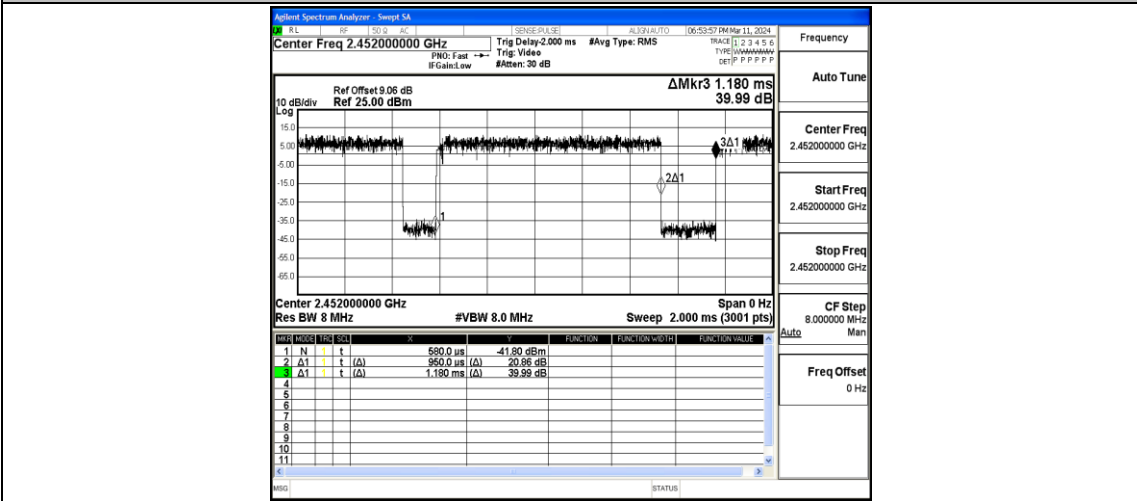 Agilent Spectrum Analyzer - Swept SA
RL RF 50 Ω AC SENSE:PULSE ALIGN AUTO 06:53:57 PM Mar 11, 2024
Center Freq 2.452000000 GHz Trig Delay-2.000 ms #Avg Type: RMS TRACE 1 2 3 4 5 6
PNO: Fast Trig: Video TYPE
IFGain:Low #Atten: 30 dB DET P P P P P P
Frequency
Auto Tune
Center Freq
2.452000000 GHz
Start Freq
2.452000000 GHz
Stop Freq
2.452000000 GHz
CF Step
8.000000 MHz
Auto Man
Freq Offset
0 Hz
ΔMkr3 1.180 ms
39.99 dB
Ref Offset 9.06 dB
10 dB/div Ref 25.00 dBm
Log
15.0
5.00
-5.00
-15.0
-25.0
-35.0
-45.0
-55.0
-65.0
1
2Δ1
3Δ1
Center 2.452000000 GHz Span 0 Hz
Res BW 8 MHz #VBW 8.0 MHz Sweep 2.000 ms (3001 pts)
MKR MODE TRC SCL X Y FUNCTION FUNCTION WIDTH FUNCTION VALUE
1 N 1 t 580.0 μs -41.80 dBm
2 Δ1 1 t (Δ) 950.0 μs (Δ) 20.86 dB
3 Δ1 1 t (Δ) 1.180 ms (Δ) 39.99 dB
4
5
6
7
8
9
10
11
MSG STATUS